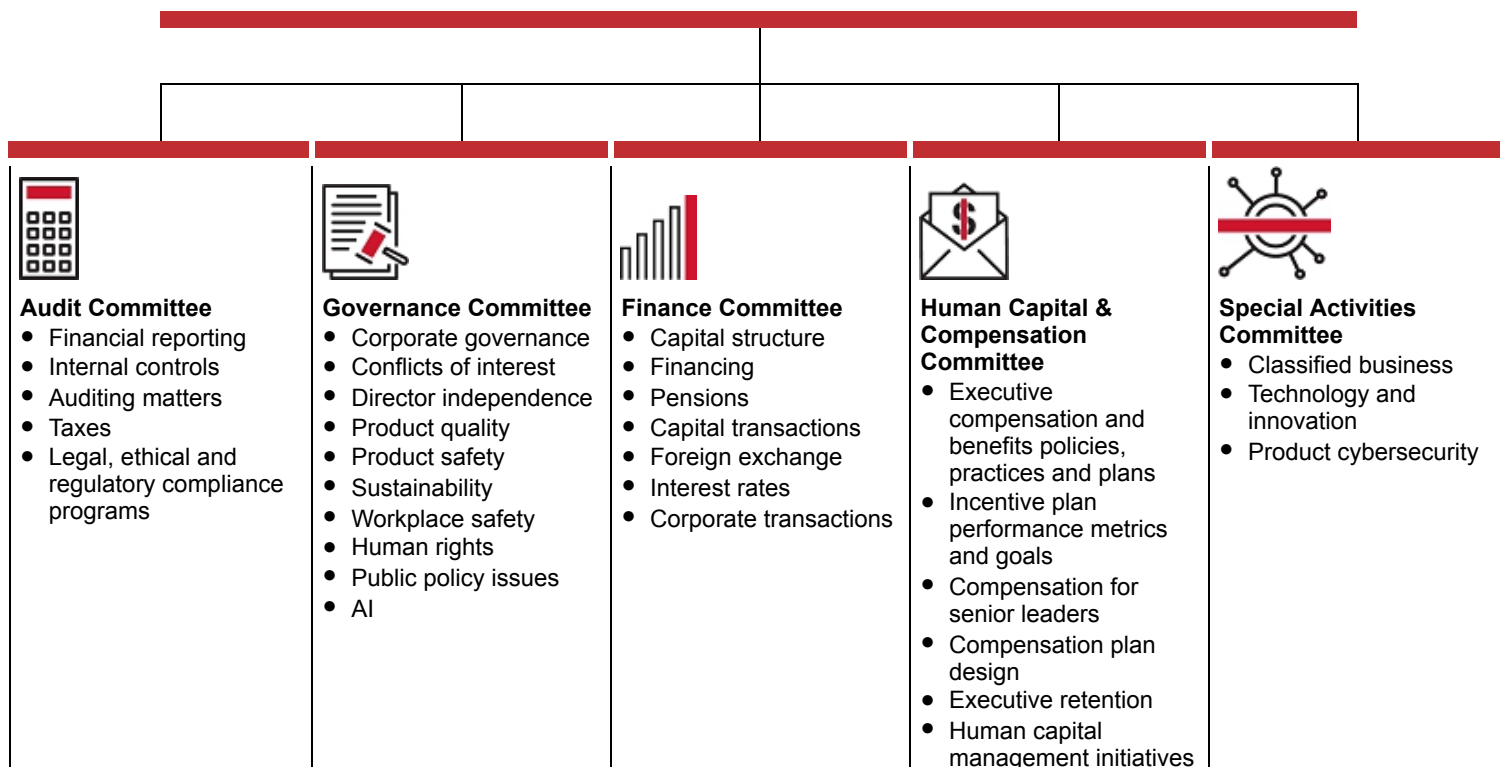 Audit Committee
• Financial reporting
• Internal controls
• Auditing matters
• Taxes
• Legal, ethical and
regulatory compliance
programs
Governance Committee
• Corporate governance
• Conflicts of interest
• Director independence
• Product quality
• Product safety
• Sustainability
• Workplace safety
• Human rights
• Public policy issues
• AI
$
Finance Committee
• Capital structure
• Financing
• Pensions
• Capital transactions
• Foreign exchange
• Interest rates
• Corporate transactions
Human Capital &
Compensation
Committee
• Executive
compensation and
benefits policies,
practices and plans
• Incentive plan
performance metrics
and goals
• Compensation for
senior leaders
• Compensation plan
design
• Executive retention
• Human capital
management initiatives
Special Activities
Committee
• Classified business
• Technology and
innovation
• Product cybersecurity